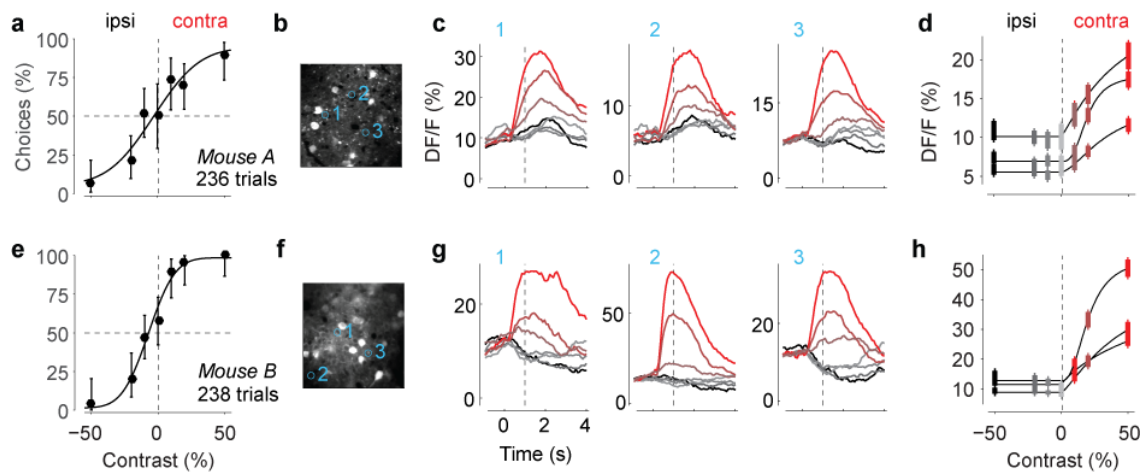 a ipsi contra
Choices (%)
100
75
50
25
0
Mouse A
236 trials
b
1
2
3
c
1 2 3
DF/F (%)
30
20
10
0
10
0
15
0
d
DF/F (%)
20
15
10
5
e
100
75
50
25
0
Mouse B
238 trials
−50 0 50
Contrast (%)
f
1
2
3
g
1 2 3
20
0
50
0
20
0
0 2 4
Time (s)
h
50
40
30
20
10
−50 0 50
Contrast (%)